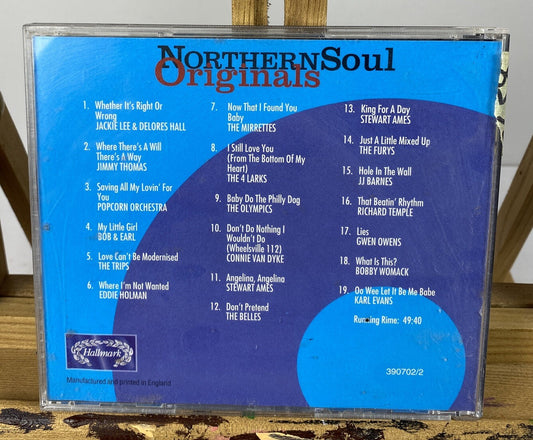 NORTHERNSoul
Originals
1. Whether It's Right Or
Wrong
JACKIE LEE & DELORES HALL
2. Where There's A Will
There's A Way
JIMMY THOMAS
3. Saving All My Lovin' For
You
POPCORN ORCHESTRA
4. My Little Girl
BOB & EARL
5. Love Can't Be Modernised
THE TRIPS
6. Where I'm Not Wanted
EDDIE HOLMAN
7. Now That I Found You
Baby
THE MIRRETTES
8. I Still Love You
(From The Bottom Of My
Heart)
THE 4 LARKS
9. Baby Do The Philly Dog
THE OLYMPICS
10. Don't Do Nothing I
Wouldn't Do
(Wheelsville 112)
CONNIE VAN DYKE
11. Angelina, Angelina
STEWART AMES
12. Don't Pretend
THE BELLES
13. King For A Day
STEWART AMES
14. Just A Little Mixed Up
THE FURYS
15. Hole In The Wall
JJ BARNES
16. That Beatin' Rhythm
RICHARD TEMPLE
17. Lies
GWEN OWENS
18. What Is This?
BOBBY WOMACK
19. Oo Wee Let It Be Me Babe
KARL EVANS
Running Rime: 49:40
Hallmark
390702/2
Manufactured and printed in England